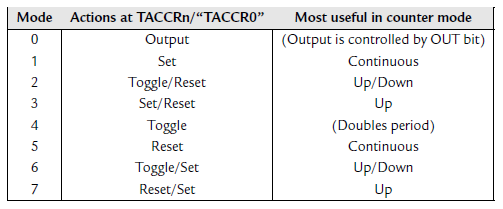 Mode Actions at TACCRn/“TACCR0” Most useful in counter mode
0 Output (Output is controlled by OUT bit)
1 Set Continuous
2 Toggle/Reset Up/Down
3 Set/Reset Up
4 Toggle (Doubles period)
5 Reset Continuous
6 Toggle/Set Up/Down
7 Reset/Set Up